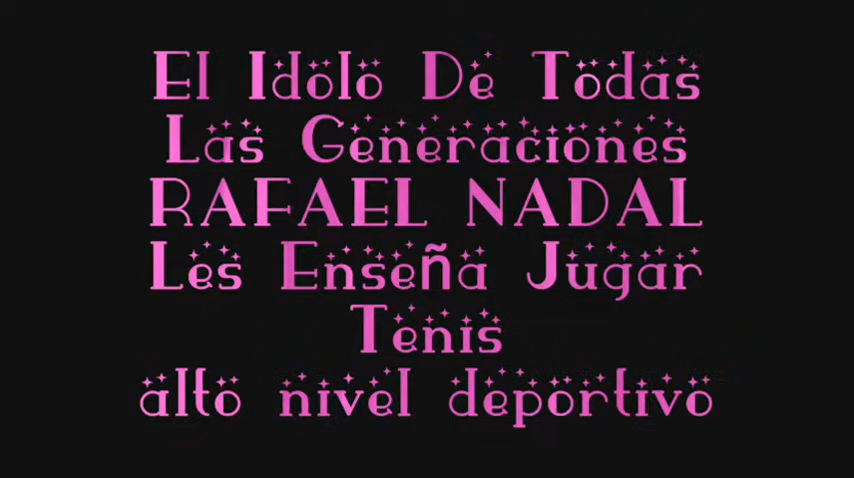 El Idolo De Todas
Las Generaciones
RAFAEL NADAL
Les Enseña Jugar
Tenis
alto nivel deportivo